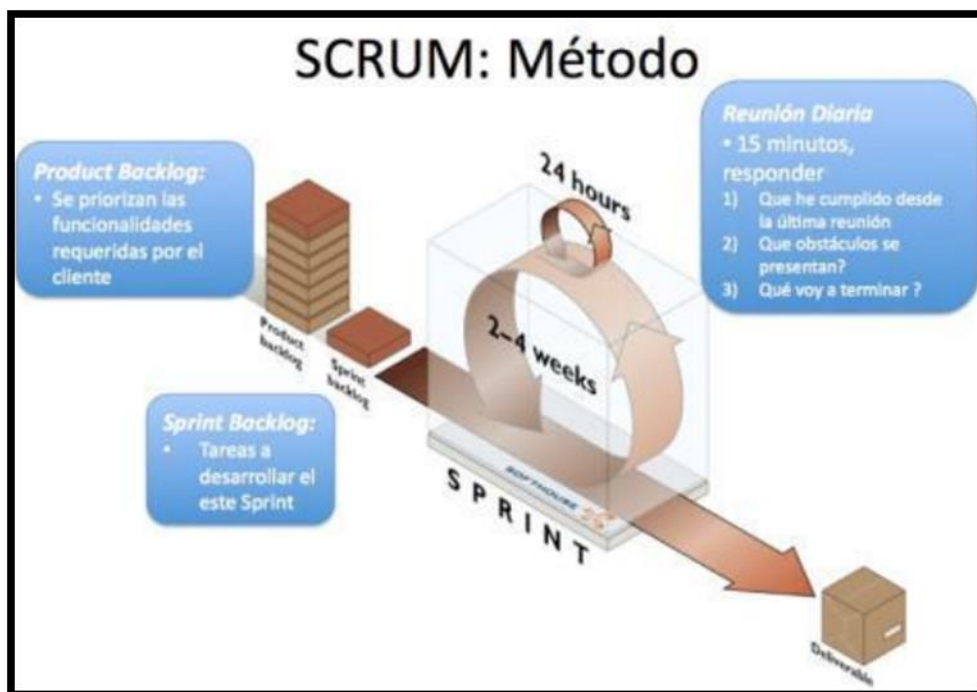 SCRUM: Método
Product Backlog:
• Se priorizan las
funcionalidades
requeridas por el
cliente
Reunión Diaria
• 15 minutos,
responder
1) Que he cumplido desde
la última reunión
2) Que obstáculos se
presentan?
3) Qué voy a terminar ?
24 hours
2–4 weeks
Product
backlog
Sprint
backlog
Sprint Backlog:
• Tareas a
desarrollar el
este Sprint
SOFTHOUSE
SPRINT
Deliverable